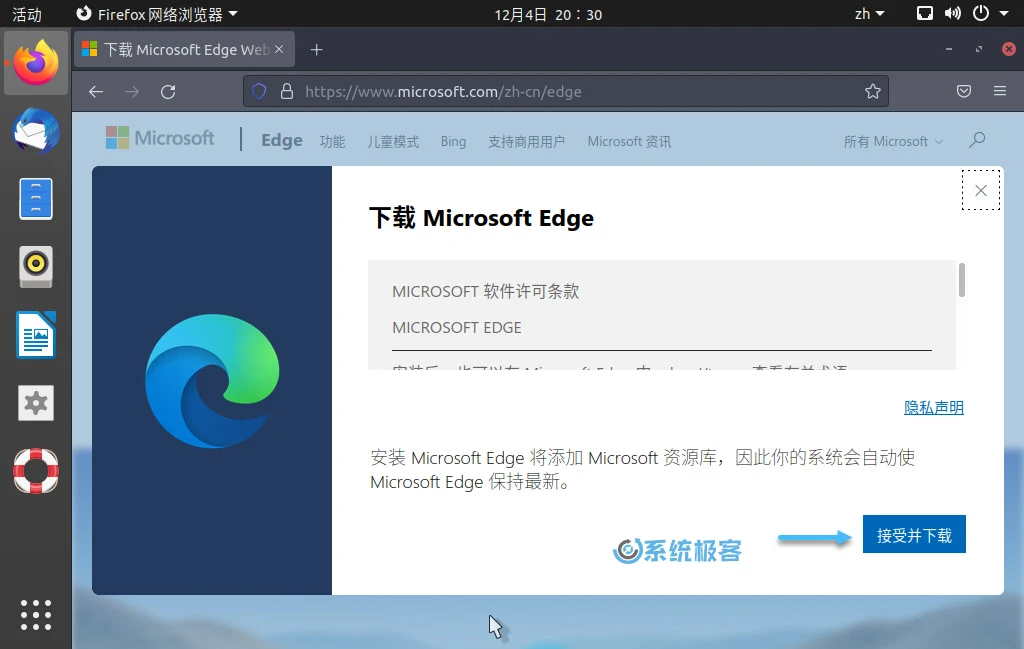 活动
Firefox 网络浏览器
12月4日 20：30
zh
下载 Microsoft Edge Web
https://www.microsoft.com/zh-cn/edge
Microsoft
Edge
功能
儿童模式
Bing
支持商用用户
Microsoft 资讯
所有 Microsoft
下载 Microsoft Edge
MICROSOFT 软件许可条款
MICROSOFT EDGE
隐私声明
安装 Microsoft Edge 将添加 Microsoft 资源库，因此你的系统会自动使
Microsoft Edge 保持最新。
系统极客
接受并下载